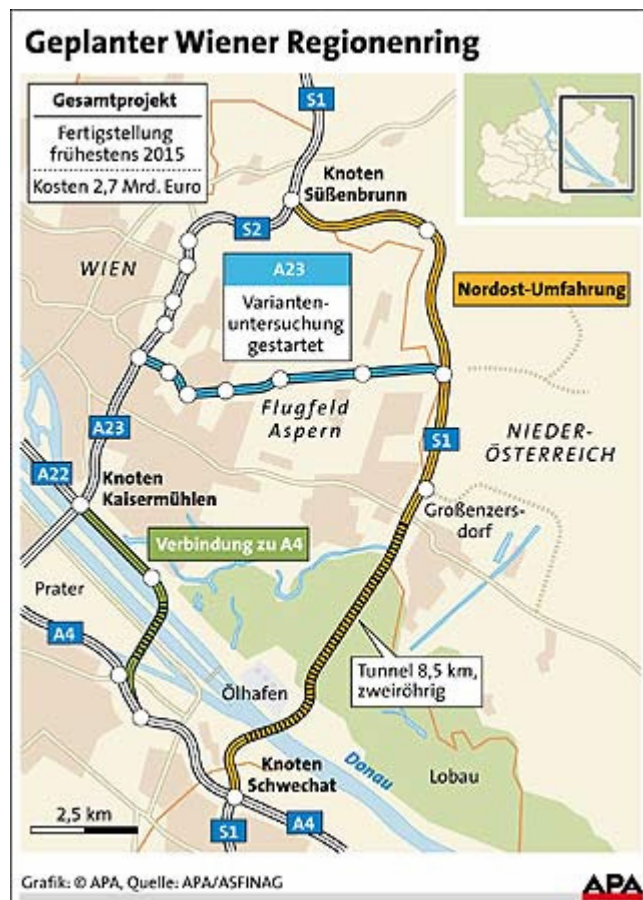 Geplanter Wiener Regionenring
Gesamtprojekt
Fertigstellung
frühestens 2015
Kosten 2,7 Mrd. Euro
S1
Knoten
Süßenbrunn
S2
WIEN
A23
Varianten-
untersuchung
gestartet
Nordost-Umfahrung
Flugfeld
Aspern
A23
S1
NIEDER-
ÖSTERREICH
A22
Knoten
Kaisermühlen
Großenzers-
dorf
Verbindung zu A4
Prater
A4
Tunnel 8,5 km,
zweiröhrig
Ölhafen
Donau
Lobau
Knoten
Schwechat
2,5 km
S1
A4
Grafik: © APA, Quelle: APA/ASFINAG
APA